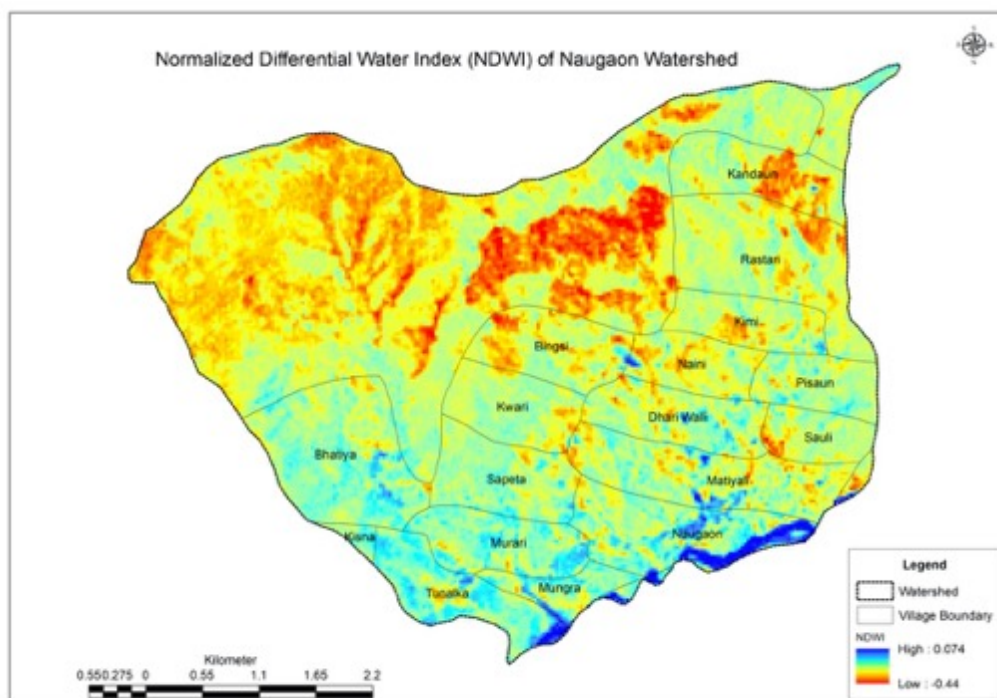 Normalized Differential Water Index (NDWI) of Naugaon Watershed
Kandaun
Rastari
Kimi
Bingsi
Naini
Pisaun
Kwari
Dhari Walli
Sauli
Bhatiya
Sapeta
Matiyali
Kisna
Murari
Naugaon
Tunalka
Mungra
Legend
Watershed
Village Boundary
NDWI
High : 0.074
Low : -0.44
Kilometer
0.55 0.275 0 0.55 1.1 1.65 2.2